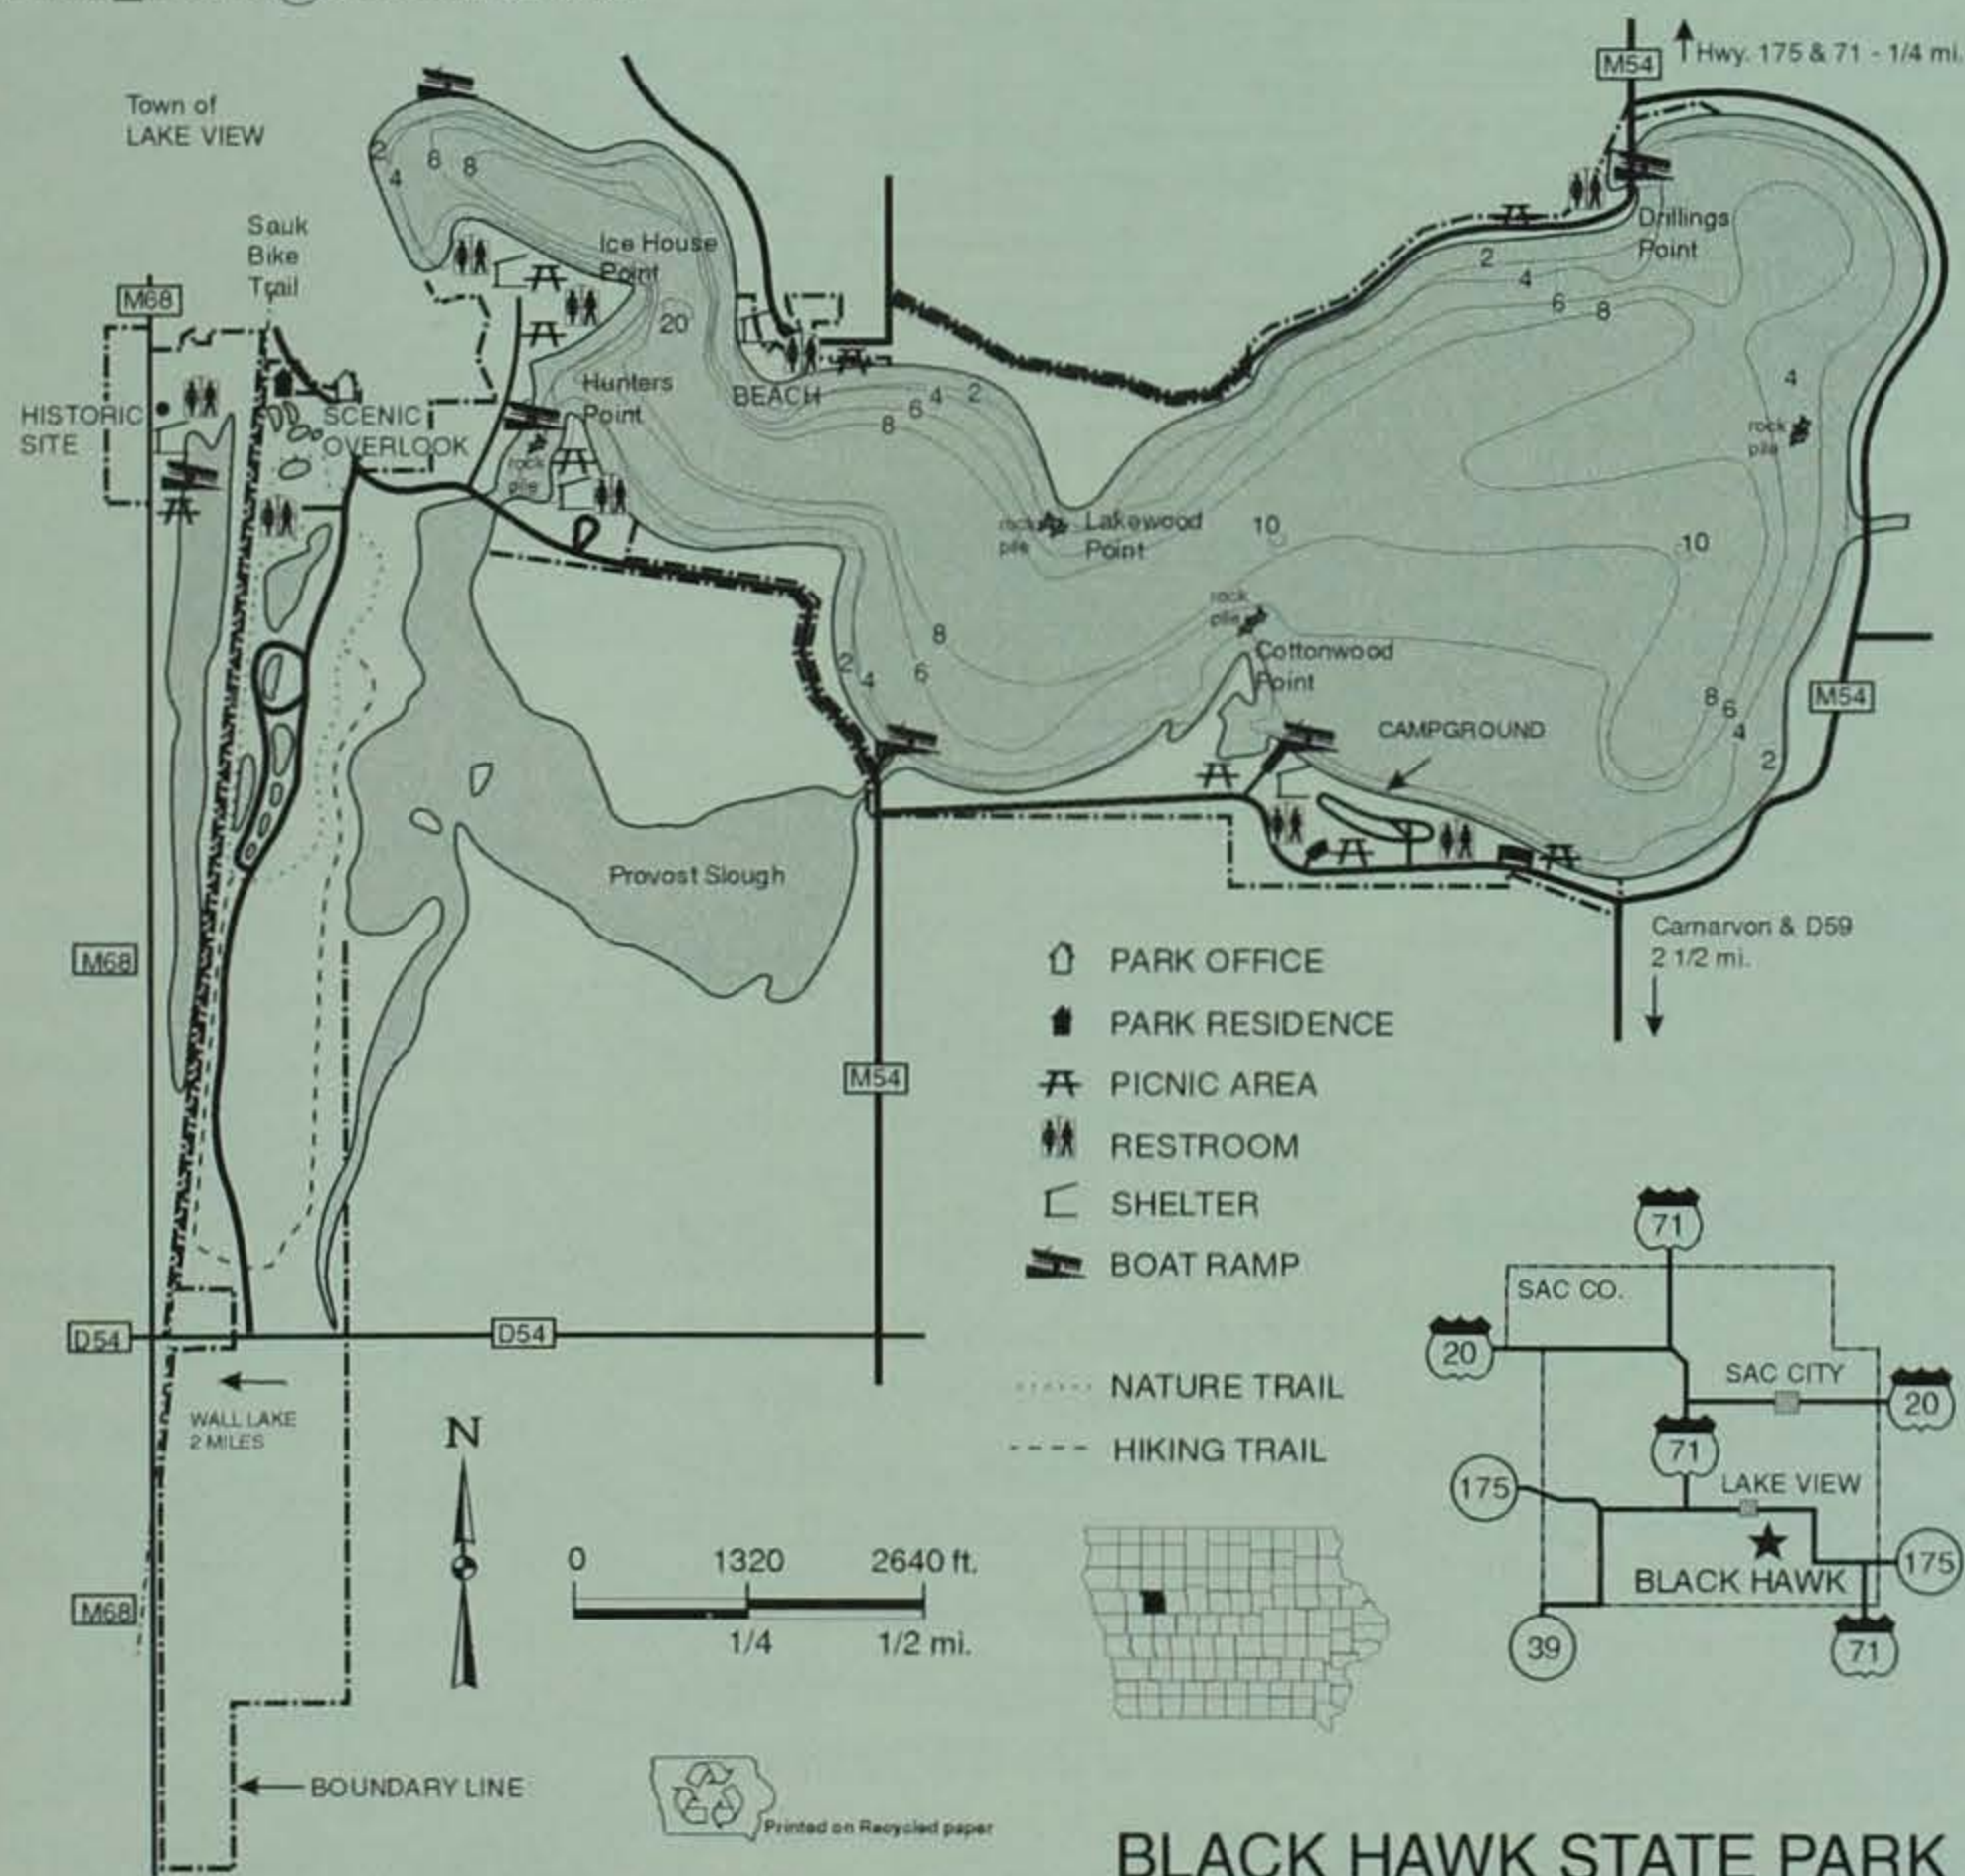 M54
Hwy. 175 & 71 - 1/4 mi.
Town of
LAKE VIEW
2
4
6
8
Sauk
Bike
Trail
Ice House
Point
Drillings
Point
M68
20
2
4
6
8
Hunters
Point
BEACH
8
6
4
2
4
HISTORIC
SITE
SCENIC
OVERLOOK
rock
pile
rock
pile
rock
pile
Lakewood
Point
10
10
rock
pile
8
2
4
6
Cottonwood
Point
8
6
4
2
M54
CAMPGROUND
Provost Slough
Carnarvon & D59
2 1/2 mi.
M68
PARK OFFICE
PARK RESIDENCE
PICNIC AREA
RESTROOM
SHELTER
BOAT RAMP
M54
D54
D54
WALL LAKE
2 MILES
NATURE TRAIL
HIKING TRAIL
N
0 1320 2640 ft.
1/4 1/2 mi.
M68
71
SAC CO.
20
SAC CITY
20
71
175
LAKE VIEW
BLACK HAWK
175
39
71
BOUNDARY LINE
Printed on Recycled paper
BLACK HAWK STATE PARK